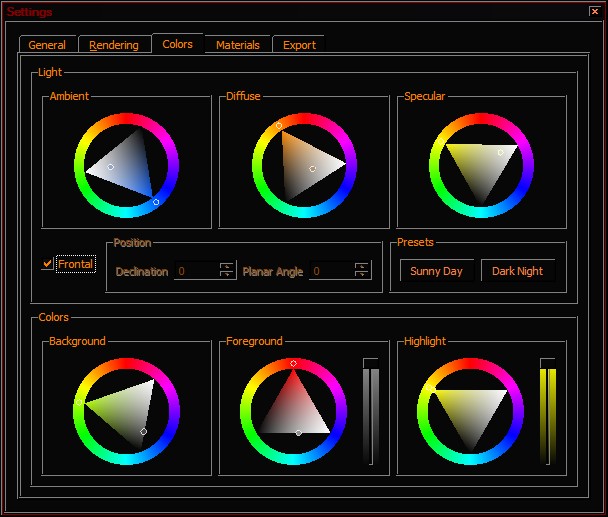 Settings
General Rendering Colors Materials Export
Light
Ambient Diffuse Specular
Frontal
Position
Declination 0 Planar Angle 0
Presets
Sunny Day Dark Night
Colors
Background Foreground Highlight